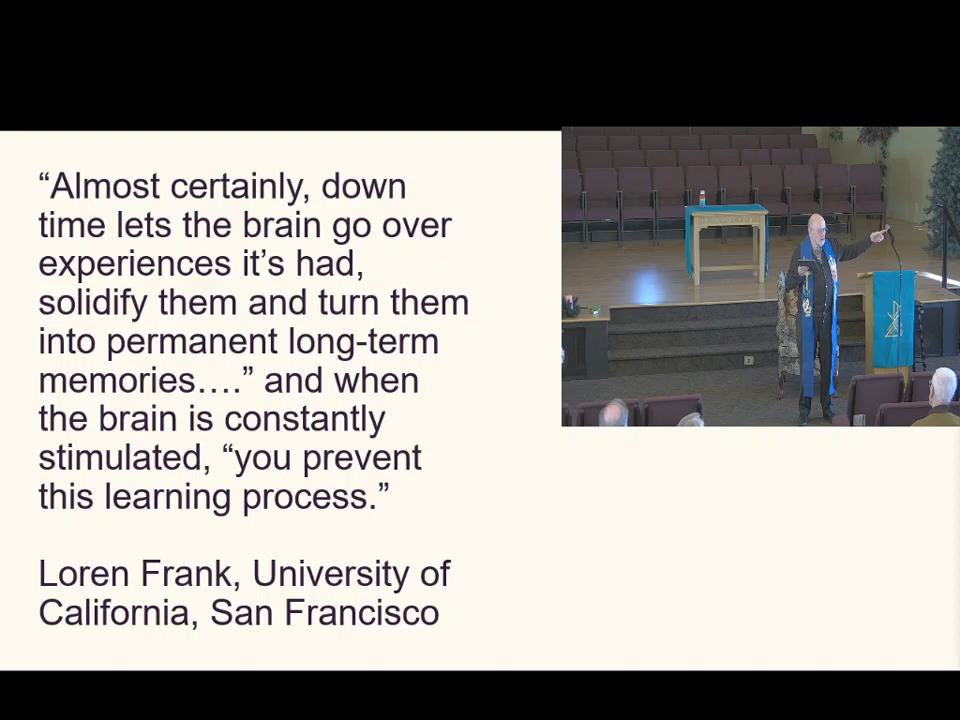 “Almost certainly, down
time lets the brain go over
experiences it’s had,
solidify them and turn them
into permanent long-term
memories….” and when
the brain is constantly
stimulated, “you prevent
this learning process.”
Loren Frank, University of
California, San Francisco